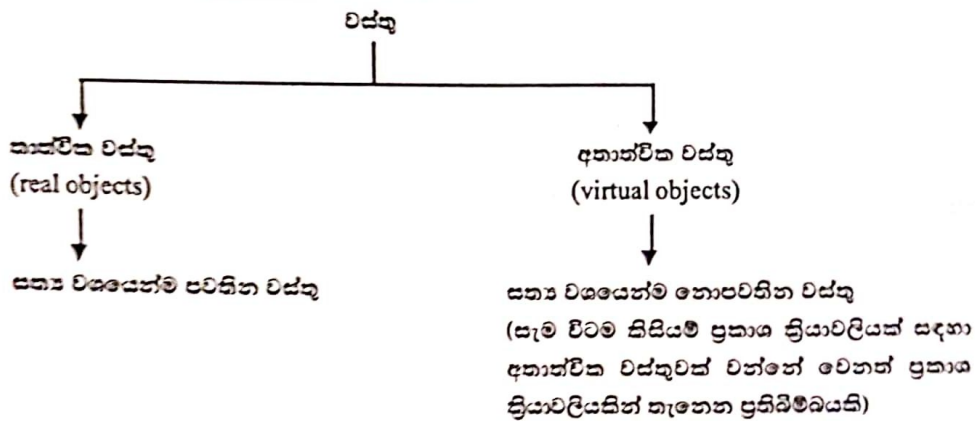 වස්තු
තාත්වික වස්තු
(real objects)
අතාත්වික වස්තු
(virtual objects)
සත්‍ය වශයෙන්ම පවතින වස්තු
සත්‍ය වශයෙන්ම නොපවතින වස්තු
(සැම විටම කිසියම් ප්‍රකාශ ක්‍රියාවලියක් සඳහා
අතාත්වික වස්තුවක් වන්නේ වෙනත් ප්‍රකාශ
ක්‍රියාවලියකින් තැනෙන ප්‍රතිබිම්බයකි)